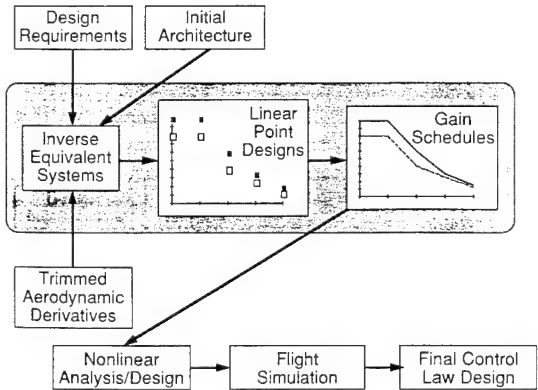 Design
Requirements
Initial
Architecture
Inverse
Equivalent
Systems
Linear
Point
Designs
Gain
Schedules
Trimmed
Aerodynamic
Derivatives
Nonlinear
Analysis/Design
Flight
Simulation
Final Control
Law Design